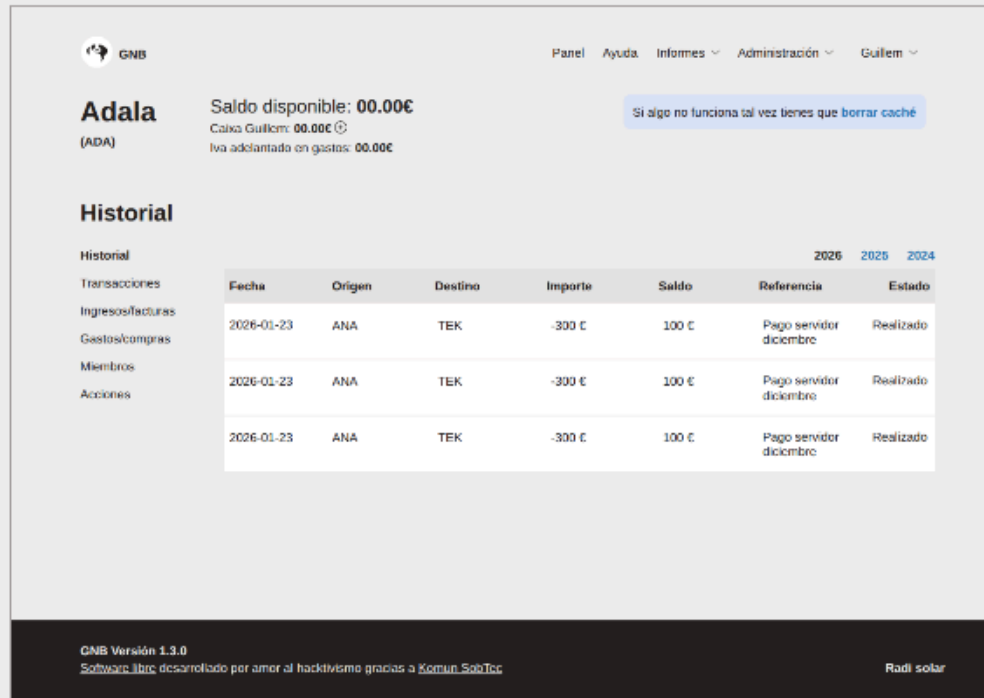 GNB
Panel Ayuda Informes Administración Guillem
Adala
(ADA)
Saldo disponible: 00.00€
Caixa Guillem: 00.00€
Iva adelantado en gastos: 00.00€
Si algo no funciona tal vez tienes que borrar caché
Historial
Historial
Transacciones
Ingresos/facturas
Gastos/compras
Miembros
Acciones
2026 2025 2024
Fecha Origen Destino Importe Saldo Referencia Estado
2026-01-23 ANA TEK -300 € 100 € Pago servidor Realizado
diciembre
2026-01-23 ANA TEK -300 € 100 € Pago servidor Realizado
diciembre
2026-01-23 ANA TEK -300 € 100 € Pago servidor Realizado
diciembre
GNB Versión 1.3.0
Software libre desarrollado por amor al hacktivismo gracias a Komun SobTec
Radi solar